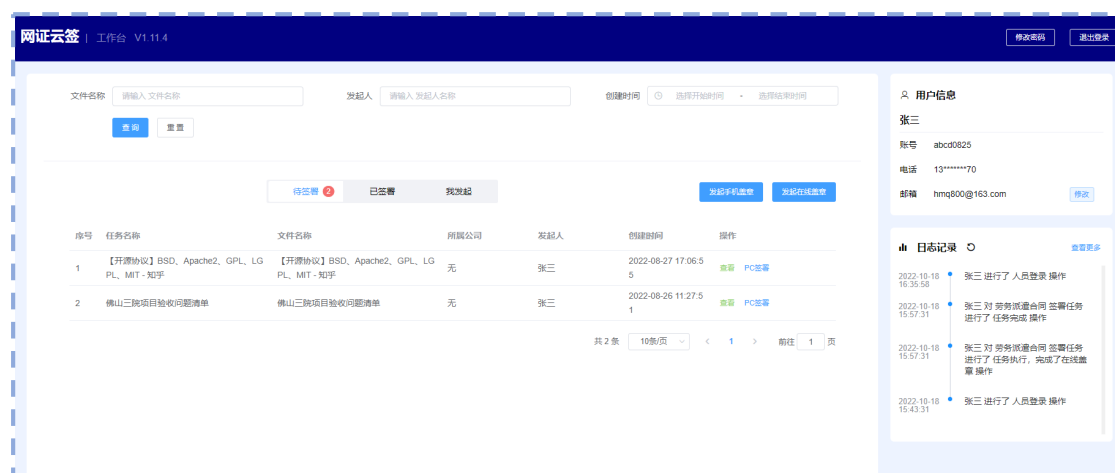 网证云签 | 工作台 V1.11.4 修改密码 退出登录
文件名称 请输入 文件名称 发起人 请输入 发起人名称 创建时间 选择开始时间 - 选择结束时间
查询 重置
待签署 2 已签署 我发起 发起手机盖章 发起在线盖章
序号 任务名称 文件名称 所属公司 发起人 创建时间 操作
1 【开源协议】BSD、Apache2、GPL、LG 【开源协议】BSD、Apache2、GPL、LG 无 张三 2022-08-27 17:06:5 查看 PC签署
PL、MIT - 知乎 PL、MIT - 知乎 5
2 佛山三院项目验收问题清单 佛山三院项目验收问题清单 无 张三 2022-08-26 11:27:5 查看 PC签署
1
共 2 条 10条/页 < 1 > 前往 1 页
用户信息
张三
账号 abcd0825
电话 13*******70
邮箱 hmq800@163.com 修改
日志记录 查看更多
2022-10-18 张三 进行了 人员登录 操作
16:35:58
2022-10-18 张三 对 劳务派遣合同 签署任务
15:57:31 进行了 任务完成 操作
2022-10-18 张三 对 劳务派遣合同 签署任务
15:57:31 进行了 任务执行，完成了在线盖
章 操作
2022-10-18 张三 进行了 人员登录 操作
15:43:31